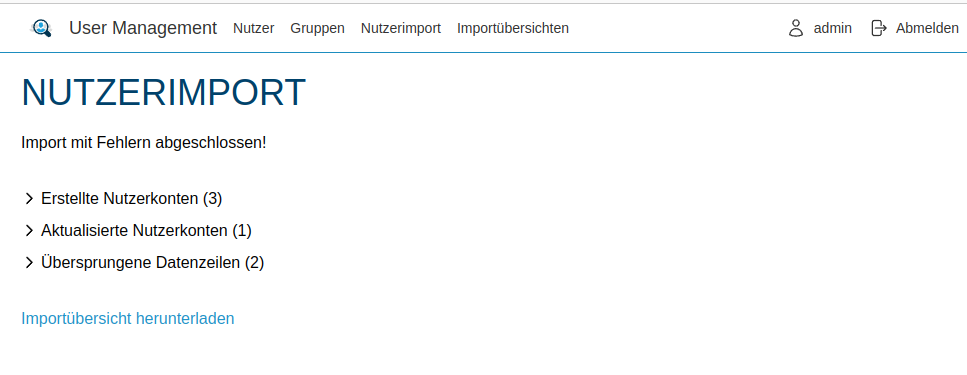 User Management Nutzer Gruppen Nutzerimport Importübersichten admin Abmelden
NUTZERIMPORT
Import mit Fehlern abgeschlossen!
Erstellte Nutzerkonten (3)
Aktualisierte Nutzerkonten (1)
Übersprungene Datenzeilen (2)
Importübersicht herunterladen